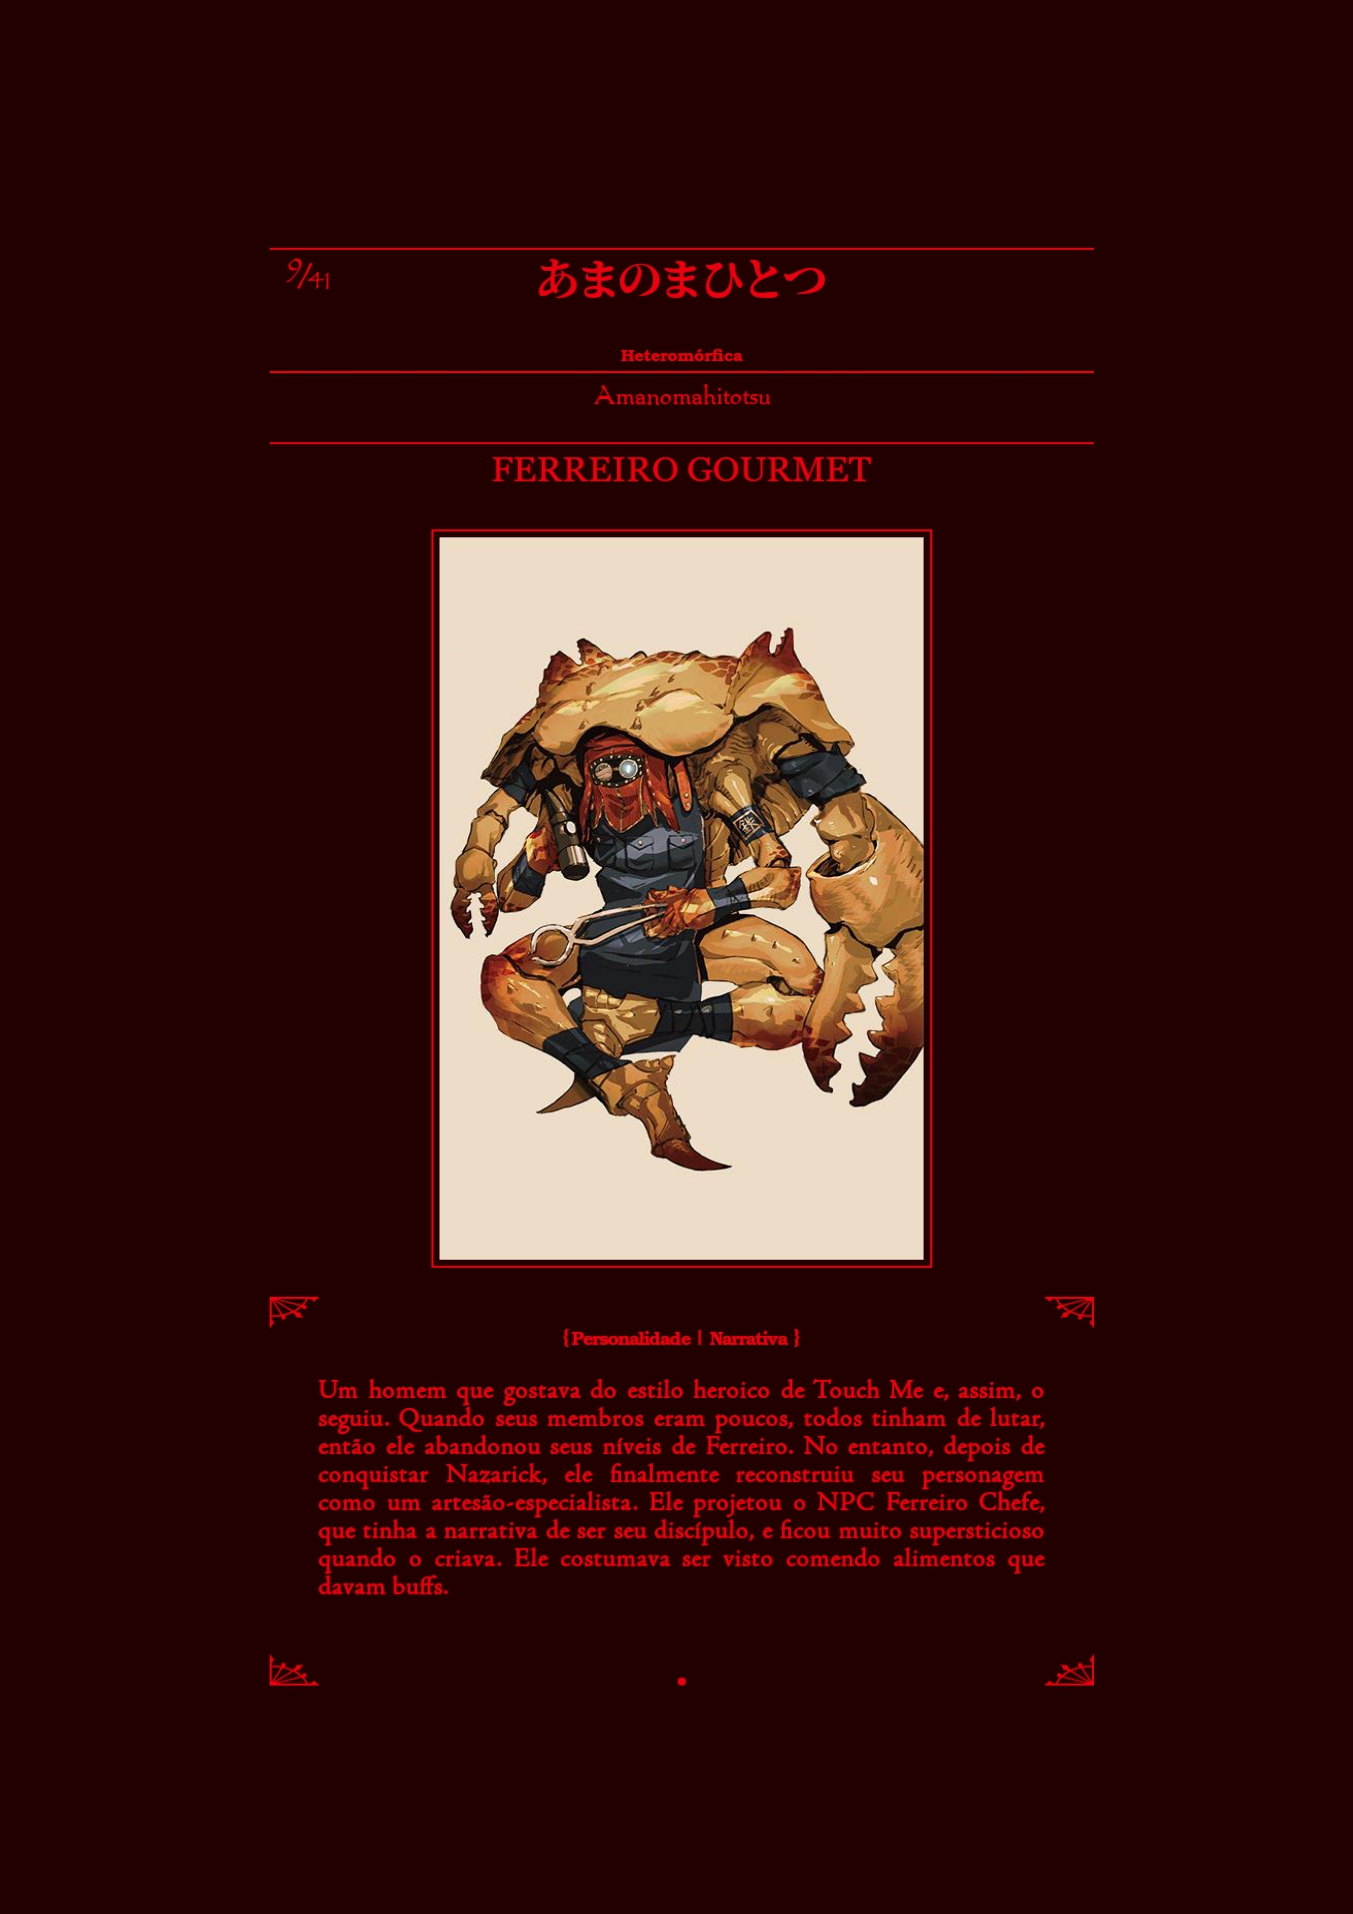 9/41
あまのまひとつ
Heteromórfica
Amanomahitotsu
FERREIRO GOURMET
{Personalidade | Narrativa }
Um homem que gostava do estilo heroico de Touch Me e, assim, o
seguiu. Quando seus membros eram poucos, todos tinham de lutar,
então ele abandonou seus níveis de Ferreiro. No entanto, depois de
conquistar Nazarick, ele finalmente reconstruiu seu personagem
como um artesão-especialista. Ele projetou o NPC Ferreiro Chefe,
que tinha a narrativa de ser seu discípulo, e ficou muito supersticioso
quando o criava. Ele costumava ser visto comendo alimentos que
davam buffs.